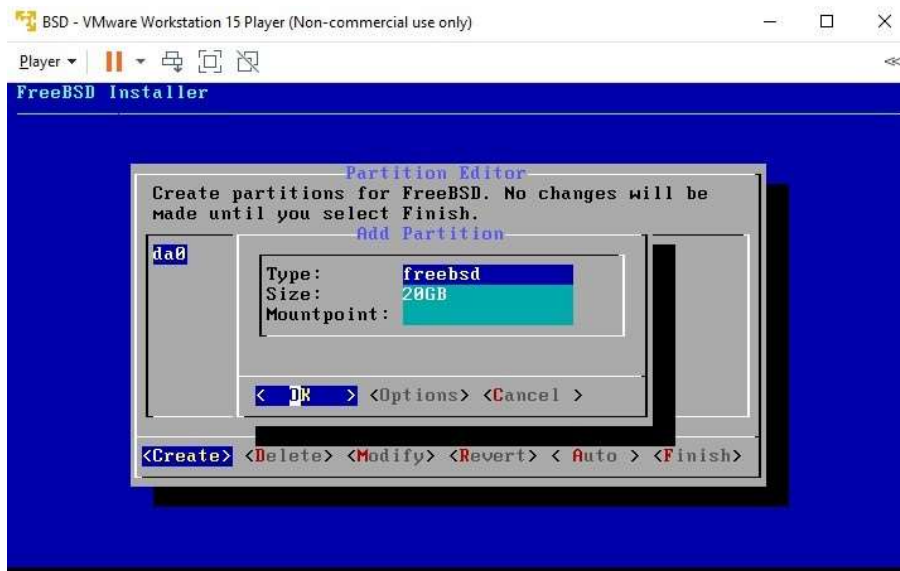 BSD - VMware Workstation 15 Player (Non-commercial use only)
Player
FreeBSD Installer
Partition Editor
Create partitions for FreeBSD. No changes will be
made until you select Finish.
Add Partition
da0
Type: freebsd
Size: 20GB
Mountpoint:
< OK > <Options> <Cancel >
<Create> <Delete> <Modify> <Revert> < Auto > <Finish>